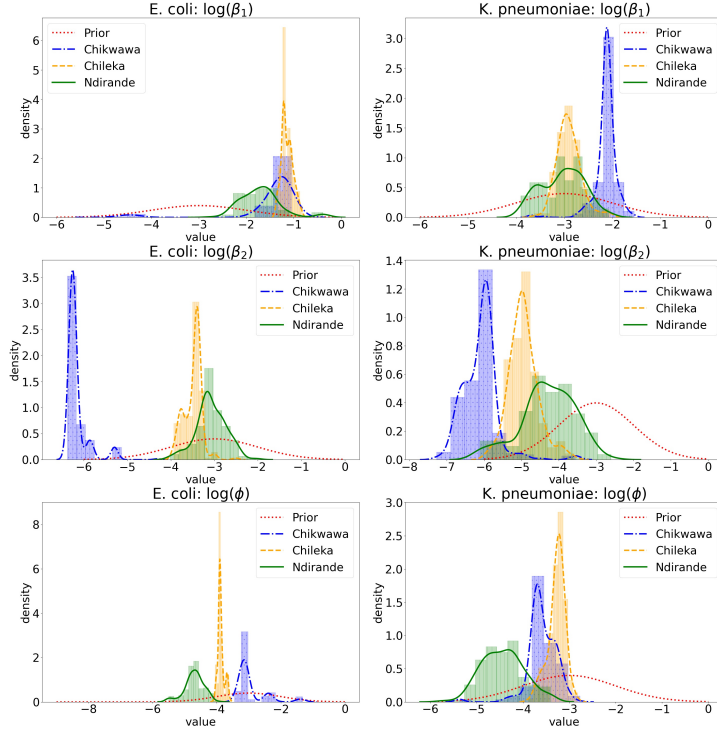 E. coli: log(β₁)
6
5
4
3
2
1
0
density
−6 −5 −4 −3 −2 −1 0
value
Prior
Chikwawa
Chileka
Ndirande
K. pneumoniae: log(β₁)
3.0
2.5
2.0
1.5
1.0
0.5
0.0
density
−6 −5 −4 −3 −2 −1 0
value
Prior
Chikwawa
Chileka
Ndirande
E. coli: log(β₂)
3.5
3.0
2.5
2.0
1.5
1.0
0.5
0.0
density
−6 −5 −4 −3 −2 −1 0
value
Prior
Chikwawa
Chileka
Ndirande
K. pneumoniae: log(β₂)
1.4
1.2
1.0
0.8
0.6
0.4
0.2
0.0
density
−8 −7 −6 −5 −4 −3 −2 −1 0
value
Prior
Chikwawa
Chileka
Ndirande
E. coli: log(ϕ)
8
6
4
2
0
density
−8 −6 −4 −2 0
value
Prior
Chikwawa
Chileka
Ndirande
K. pneumoniae: log(ϕ)
3.0
2.5
2.0
1.5
1.0
0.5
0.0
density
−6 −5 −4 −3 −2 −1 0
value
Prior
Chikwawa
Chileka
Ndirande